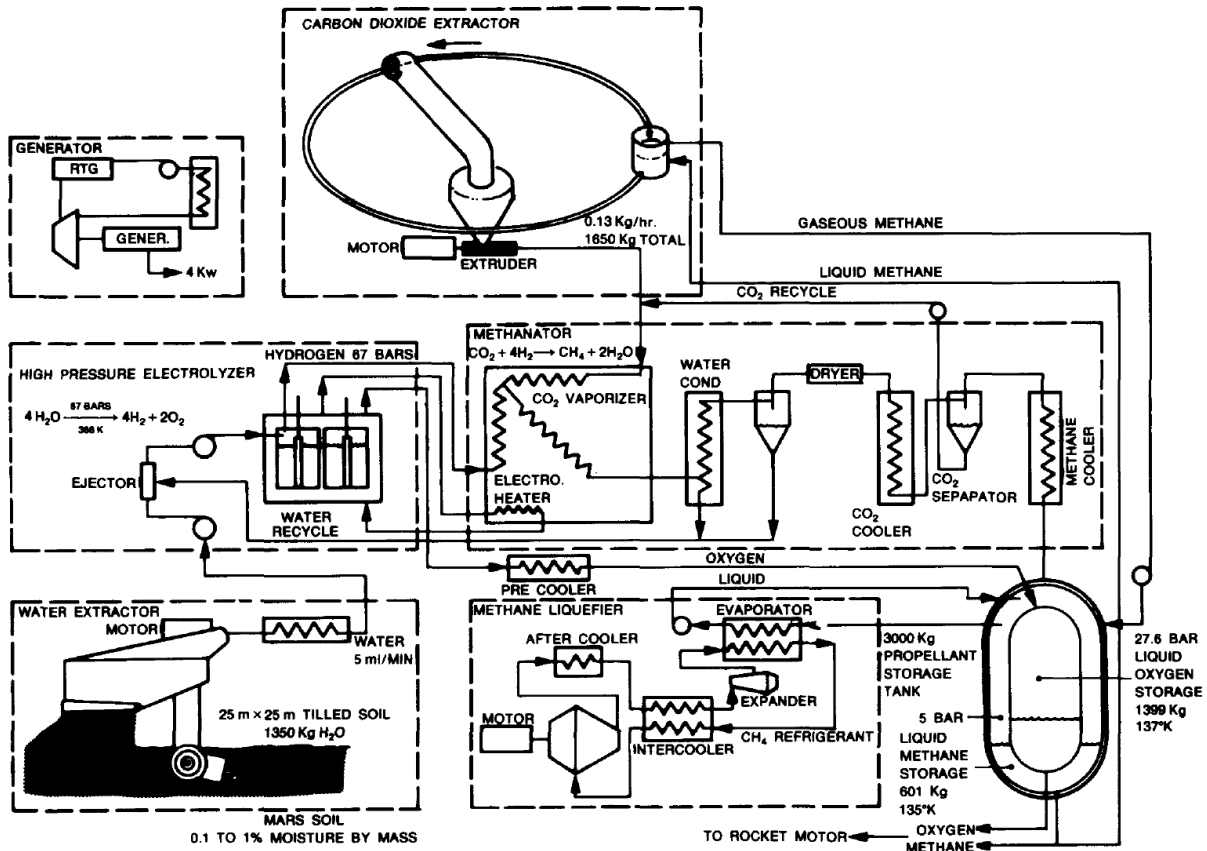 CARBON DIOXIDE EXTRACTOR
GENERATOR
RTG
GENER.
4 Kw
0.13 Kg/hr.
1650 Kg TOTAL
MOTOR
EXTRUDER
GASEOUS METHANE
LIQUID METHANE
CO₂ RECYCLE
HIGH PRESSURE ELECTROLYZER
HYDROGEN 67 BARS
67 BARS
4 H₂O → 4H₂ + 2O₂
366 K
EJECTOR
WATER
RECYCLE
METHANATOR
CO₂ + 4H₂ → CH₄ + 2H₂O
CO₂ VAPORIZER
ELECTRO.
HEATER
WATER
COND
DRYER
CO₂
COOLER
CO₂
SEPAPATOR
METHANE
COOLER
OXYGEN
PRE COOLER
LIQUID
WATER EXTRACTOR
MOTOR
WATER
5 ml/MIN
25 m × 25 m TILLED SOIL
1350 Kg H₂O
MARS SOIL
0.1 TO 1% MOISTURE BY MASS
METHANE LIQUEFIER
EVAPORATOR
AFTER COOLER
MOTOR
EXPANDER
INTERCOOLER
CH₄ REFRIGERANT
3000 Kg
PROPELLANT
STORAGE
TANK
5 BAR
LIQUID
METHANE
STORAGE
601 Kg
135°K
27.6 BAR
LIQUID
OXYGEN
STORAGE
1399 Kg
137°K
TO ROCKET MOTOR
OXYGEN
METHANE